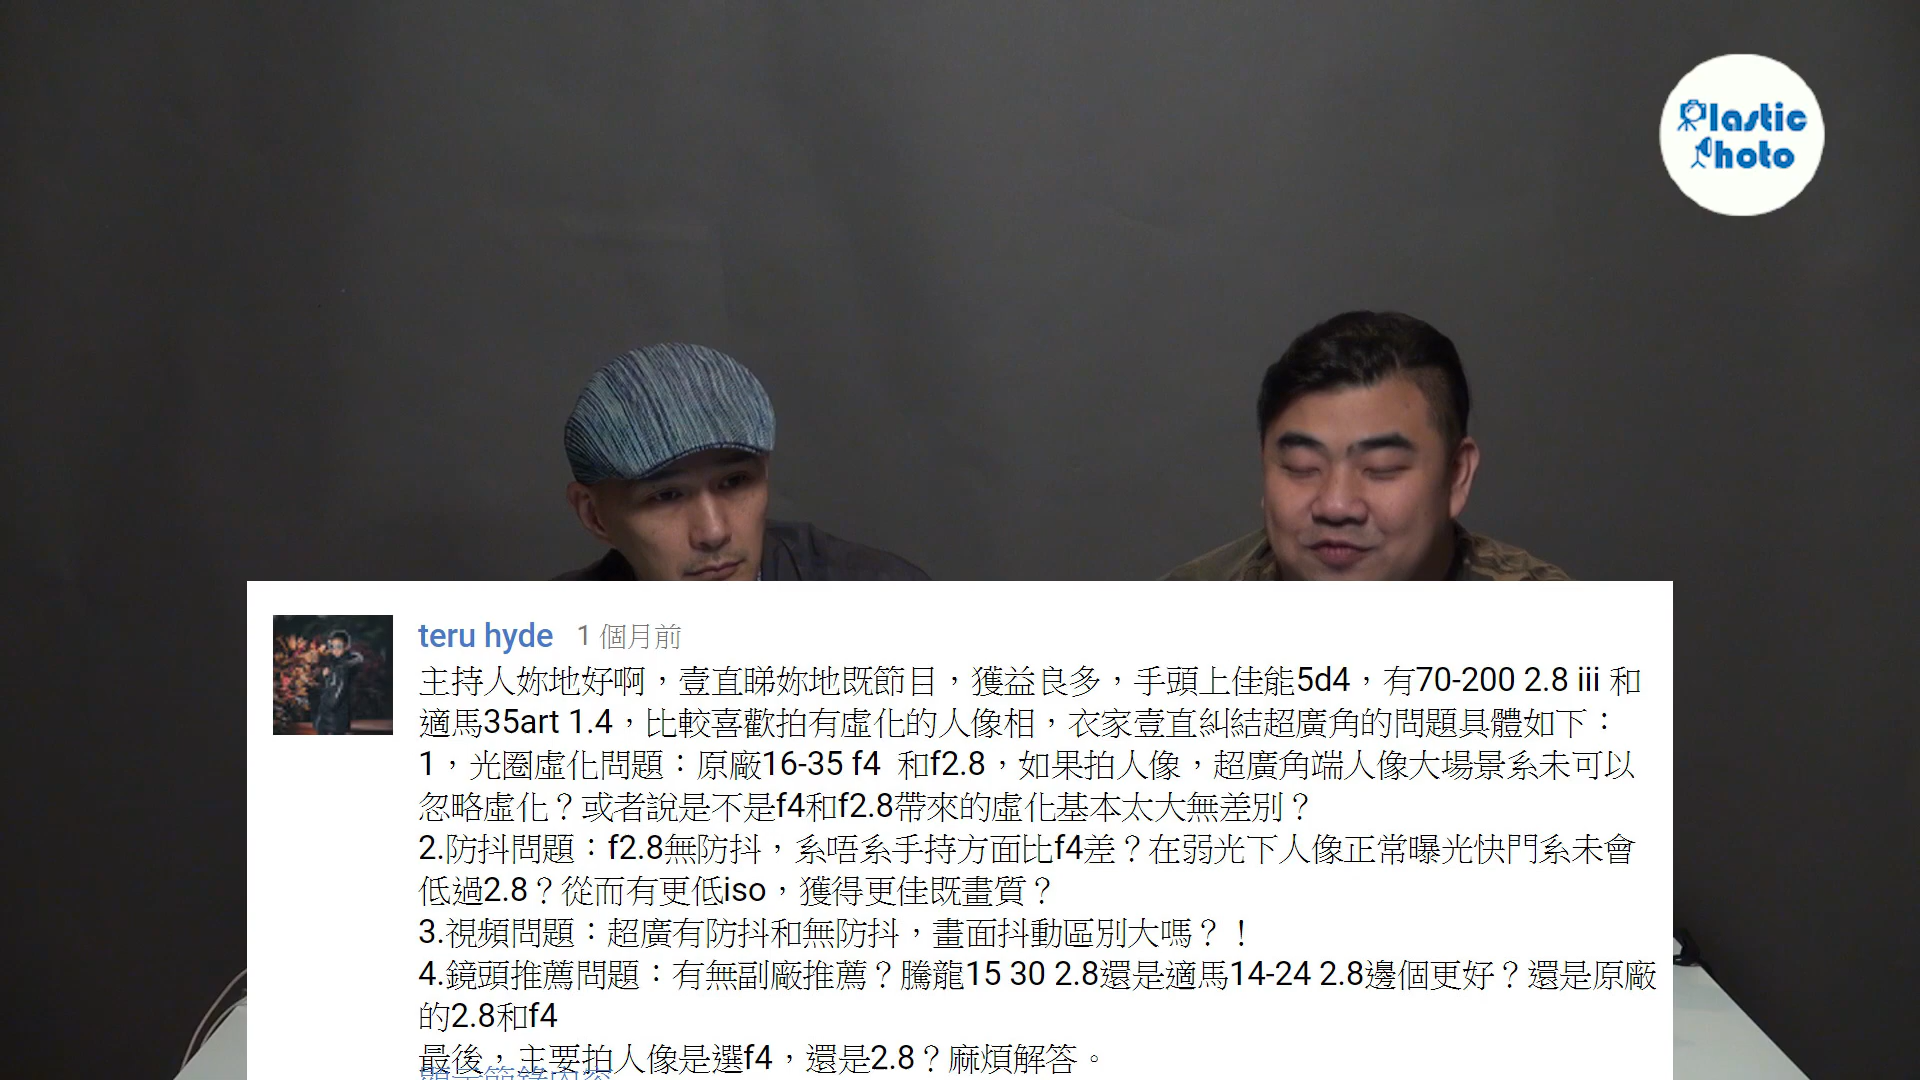 Plastic
Photo
teru hyde 1 個月前
主持人妳地好啊，壹直睇妳地既節目，獲益良多，手頭上佳能5d4，有70-200 2.8 iii 和
適馬35art 1.4，比較喜歡拍有虛化的人像相，衣家壹直糾結超廣角的問題具體如下：
1，光圈虛化問題：原廠16-35 f4 和f2.8，如果拍人像，超廣角端人像大場景系未可以
忽略虛化？或者說是不是f4和f2.8帶來的虛化基本太大無差別？
2.防抖問題：f2.8無防抖，系唔系手持方面比f4差？在弱光下人像正常曝光快門系未會
低過2.8？從而有更低iso，獲得更佳既畫質？
3.視頻問題：超廣有防抖和無防抖，畫面抖動區別大嗎？！
4.鏡頭推薦問題：有無副廠推薦？騰龍15 30 2.8還是適馬14-24 2.8邊個更好？還是原廠
的2.8和f4
最後，主要拍人像是選f4，還是2.8？麻煩解答。